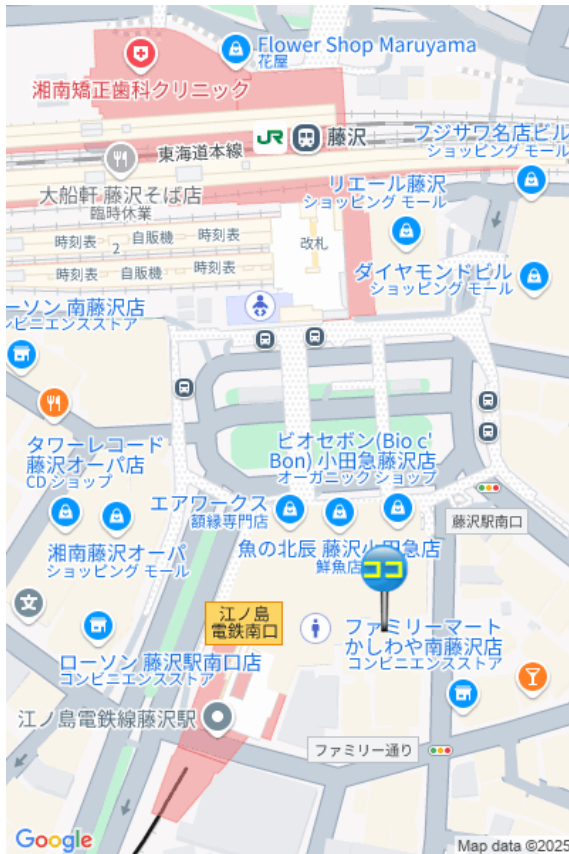 Flower Shop Maruyama
花屋
湘南矯正歯科クリニック
JR 藤沢
東海道本線
フジサワ名店ビル
ショッピング モール
大船軒 藤沢そば店
臨時休業
リエール藤沢
ショッピング モール
時刻表 自販機 時刻表
2
改札
時刻表 自販機 時刻表
ダイヤモンドビル
ショッピング モール
ローソン 南藤沢店
コンビニエンスストア
タワーレコード
藤沢オーパ店
CD ショップ
ビオセボン(Bio c'
Bon) 小田急藤沢店
オーガニック ショップ
エアワークス
額縁専門店
藤沢駅南口
湘南藤沢オーパ
ショッピング モール
魚の北辰 藤沢小田急店
鮮魚店
ココ
文
江ノ島
電鉄南口
ファミリーマート
かしわや南藤沢店
コンビニエンスストア
ローソン 藤沢駅南口店
コンビニエンスストア
江ノ島電鉄線藤沢駅
ファミリー通り
Google
Map data ©2025